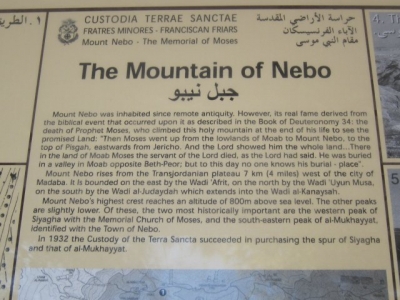 CUSTODIA TERRAE SANCTAE
FRATRES MINORES - FRANCISCAN FRIARS
Mount Nebo - The Memorial of Moses
حراسة الأراضي المقدسة
الآباء الفرنسيسكان
مقام النبي موسى
١. الطريق
4. T
The Mountain of Nebo
جبل نيبو
Mount Nebo was inhabited since remote antiquity. However, its real fame derived from
the biblical event that occurred upon it as described in the Book of Deuteronomy 34: the
death of Prophat Moses, who climbed this holy mountain at the end of his life to see the
promised Land: "Then Moses went up from the lowlands of Moab to Mount Nebo, to the
top of Pisgah, eastwards from Jericho. And the Lord showed him the whole land...There
in the land of Moab Moses the servant of the Lord died, as the Lord had said. He was buried
in a valley in Moab opposite Beth-Peor; but to this day no one knows his burial - place".
Mount Nebo rises from the Transjordanian plateau 7 km (4 miles) west of the city of
Madaba. It is bounded on the east by the Wadi 'Afrit, on the north by the Wadi 'Uyun Musa,
on the south by the Wadi al-Judaydah which extends into the Wadi al-Kanaysah.
Mount Nebo's highest crest reaches an altitude of 800m above sea level. The other peaks
are slightly lower. Of these, the two most historically important are the western peak of
Siyagha with the Memorial Church of Moses, and the south-eastern peak of al-Mukhayyat,
identified with the Town of Nebo.
In 1932 the Custody of the Terra Sancta succeeded in purchasing the spur of Siyagha
and that of al-Mukhayyat.